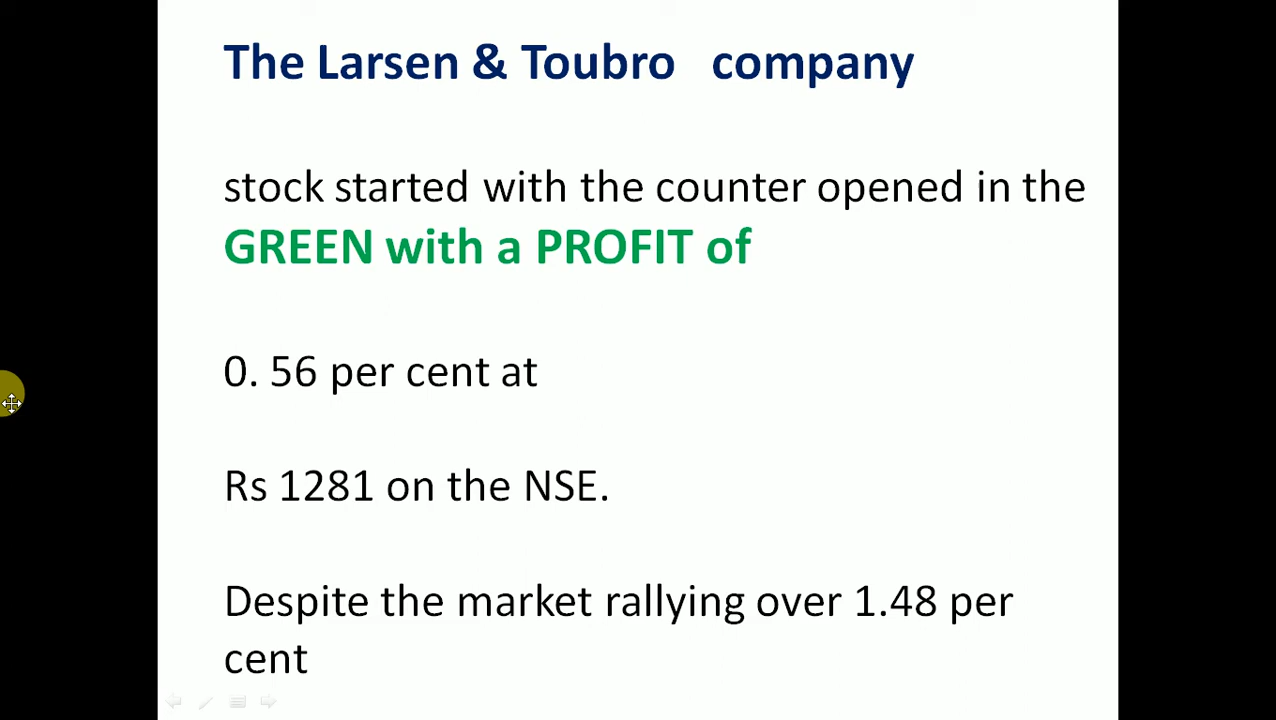 The Larsen & Toubro company
stock started with the counter opened in the
GREEN with a PROFIT of
0. 56 per cent at
Rs 1281 on the NSE.
Despite the market rallying over 1.48 per
cent